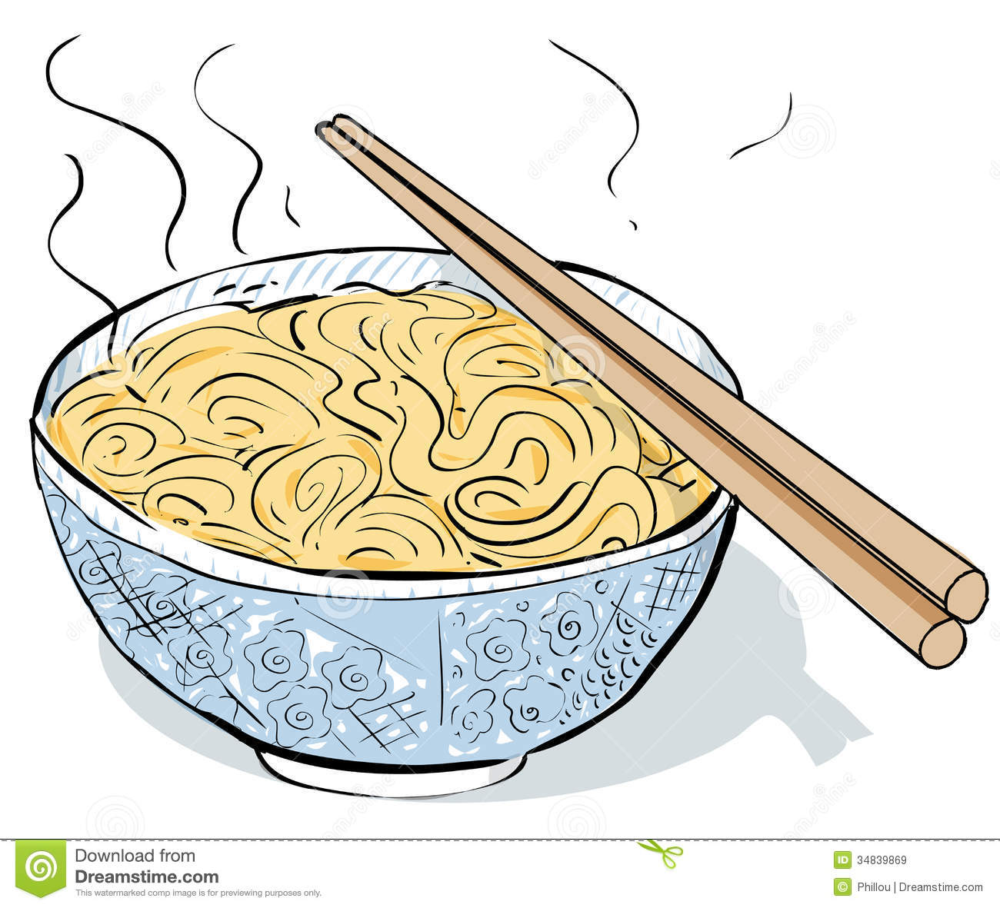 Download from
Dreamstime.com
This watermarked comp image is for previewing purposes only.
ID 34839869
© Phillou | Dreamstime.com